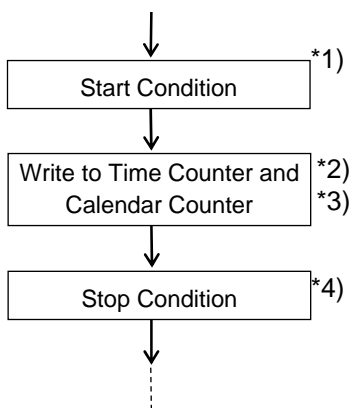 *1)
Start Condition
Write to Time Counter and
*2)
Calendar Counter
*3)
Stop Condition
*4)